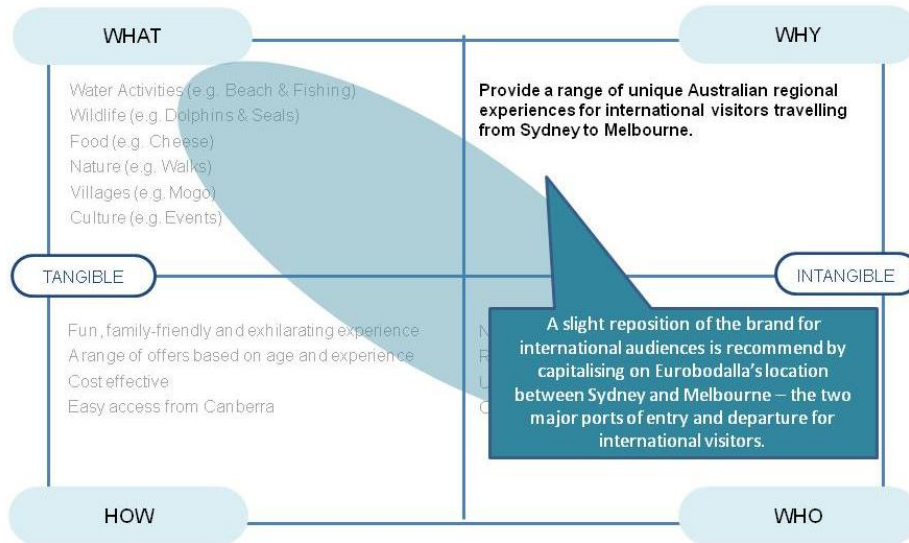 WHAT
WHY
Water Activities (e.g. Beach & Fishing)
Wildlife (e.g. Dolphins & Seals)
Food (e.g. Cheese)
Nature (e.g. Walks)
Villages (e.g. Mogo)
Culture (e.g. Events)
Provide a range of unique Australian regional
experiences for international visitors travelling
from Sydney to Melbourne.
TANGIBLE
INTANGIBLE
Fun, family-friendly and exhilarating experience
A range of offers based on age and experience
Cost effective
Easy access from Canberra
A slight reposition of the brand for
international audiences is recommend by
capitalising on Eurobodalla's location
between Sydney and Melbourne – the two
major ports of entry and departure for
international visitors.
HOW
WHO